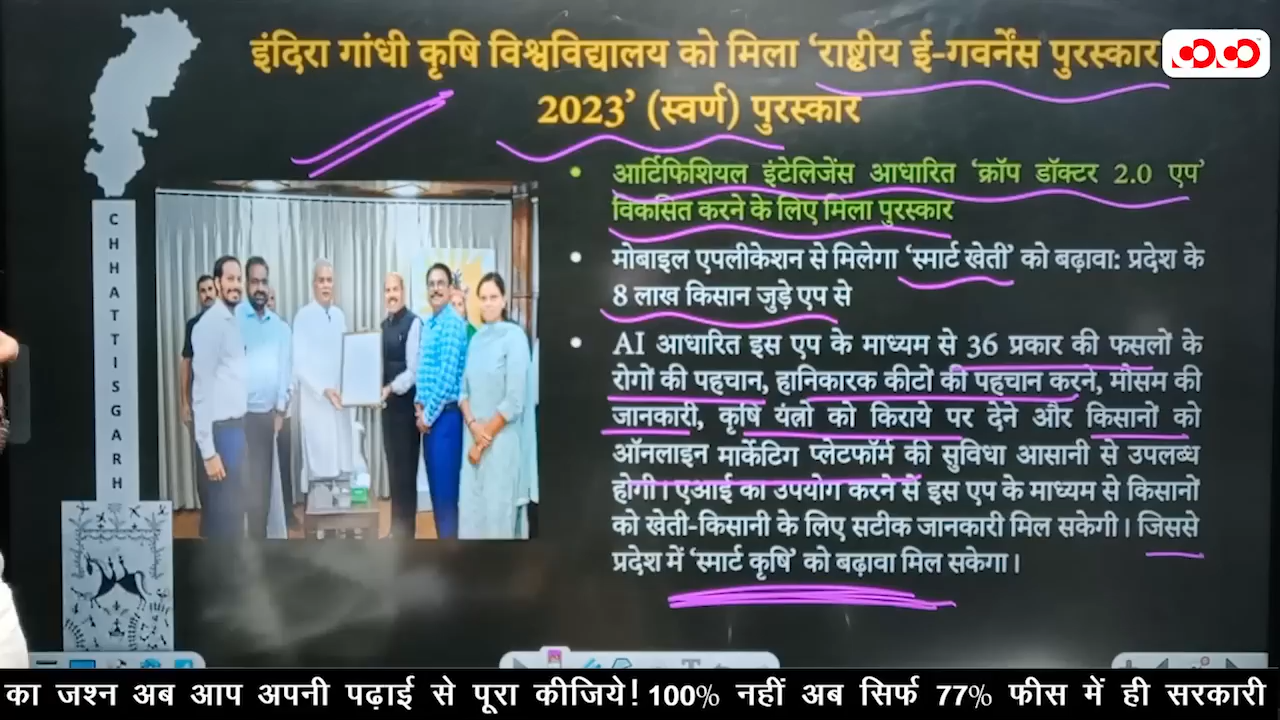 इंदिरा गांधी कृषि विश्वविद्यालय को मिला ‘राष्ट्रीय ई-गवर्नेंस पुरस्कार
2023’ (स्वर्ण) पुरस्कार
CHHATTISGARH
• आर्टिफिशियल इंटेलिजेंस आधारित ‘क्रॉप डॉक्टर 2.0 एप’
विकसित करने के लिए मिला पुरस्कार
• मोबाइल एपलीकेशन से मिलेगा ‘स्मार्ट खेती’ को बढ़ावा: प्रदेश के
8 लाख किसान जुड़े एप से
• AI आधारित इस एप के माध्यम से 36 प्रकार की फसलों के
रोगों की पहचान, हानिकारक कीटों की पहचान करने, मौसम की
जानकारी, कृषि यंत्रो को किराये पर देने और किसानों को
ऑनलाइन मार्केटिग प्लेटफॉर्म की सुविधा आसानी से उपलब्ध
होगी। एआई का उपयोग करने से इस एप के माध्यम से किसानों
को खेती-किसानी के लिए सटीक जानकारी मिल सकेगी। जिससे
प्रदेश में ‘स्मार्ट कृषि’ को बढ़ावा मिल सकेगा।
का जश्न अब आप अपनी पढ़ाई से पूरा कीजिये! 100% नहीं अब सिर्फ 77% फीस में ही सरकारी